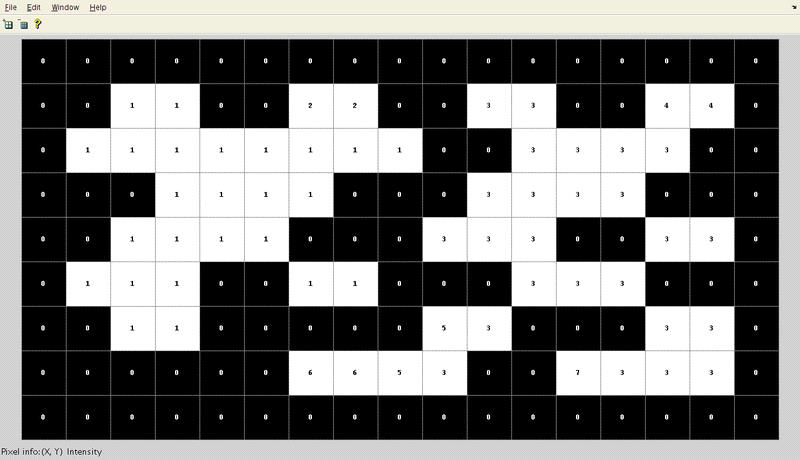 File Edit Window Help
0 0 0 0 0 0 0 0 0 0 0 0 0 0 0 0 0
0 0 1 1 0 0 2 2 0 0 3 3 0 0 4 4 0
0 1 1 1 1 1 1 1 1 0 0 3 3 3 3 0 0
0 0 0 1 1 1 1 0 0 0 3 3 3 3 0 0 0
0 0 1 1 1 1 0 0 0 3 3 3 0 0 3 3 0
0 1 1 1 0 0 1 1 0 0 0 3 3 3 0 0 0
0 0 1 1 0 0 0 0 0 5 3 0 0 0 3 3 0
0 0 0 0 0 0 6 6 5 3 0 0 7 3 3 3 0
0 0 0 0 0 0 0 0 0 0 0 0 0 0 0 0 0
Pixel info: (X, Y) Intensity